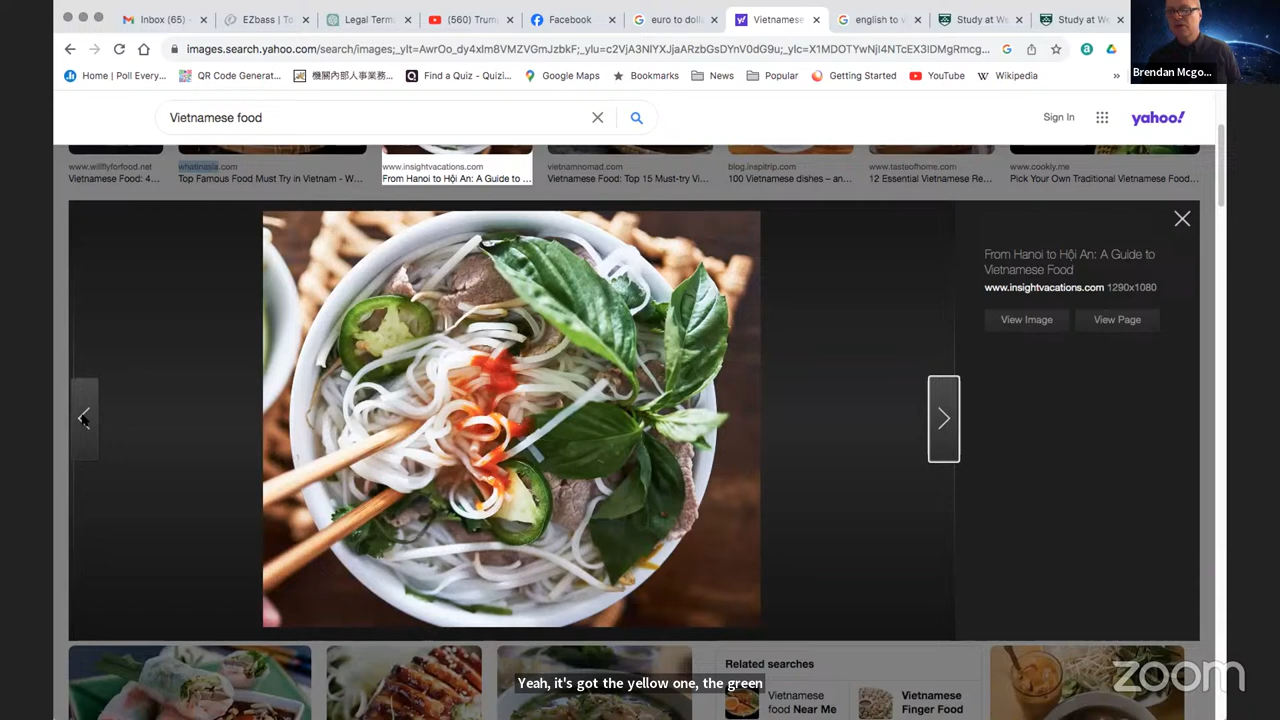 Inbox (65)
EZbass | To
Legal Term
(560) Trum
Facebook
euro to dolla
Vietnamese
english to v
Study at We
Study at We
images.search.yahoo.com/search/images;_
Home | Poll Every...
QR Code Generat...
機關內部人事業務...
Find a Quiz - Quizi...
Google Maps
Bookmarks
News
Popular
Getting Started
YouTube
Wikipedia
»
Brendan Mcgo...
Vietnamese food
Sign In
yahoo!
www.willflyforfood.net
Vietnamese Food: 4...
whatinasia.com
Top Famous Food Must Try in Vietnam - W...
www.insightvacations.com
From Hanoi to Hội An: A Guide to ...
vietnamnomad.com
Vietnamese Food: Top 15 Must-try Vi...
blog.inspitrip.com
100 Vietnamese dishes – an...
www.tasteofhome.com
12 Essential Vietnamese Re...
www.cookly.me
Pick Your Own Traditional Vietnamese Food...
From Hanoi to Hội An: A Guide to
Vietnamese Food
www.insightvacations.com 1290x1080
View Image
View Page
Related searches
Vietnamese
food Near Me
Vietnamese
Finger Food
Yeah, it's got the yellow one, the green
zoom